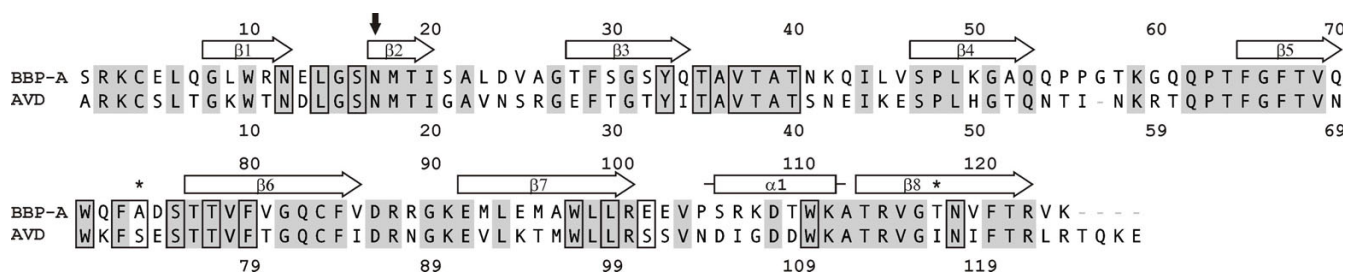 10 20 30 40 50 60 70
β1 β2 β3 β4 β5
BBP-A S R K C E L Q G L W R N E L G S N M T I S A L D V A G T F S G S Y Q T A V T A T N K Q I L V S P L K G A Q Q P P G T K G Q Q P T F G F T V Q
AVD A R K C S L T G K W T N D L G S N M T I G A V N S R G E F T G T Y I T A V T A T S N E I K E S P L H G T Q N T I - N K R T Q P T F G F T V N
10 20 30 40 50 59 69
80 90 100 110 120
* β6 β7 α1 β8 *
BBP-A W Q F A D S T T V F V G Q C F V D R R G K E M L E M A W L L R E E V P S R K D T W K A T R V G T N V F T R V K - - - -
AVD W K F S E S T T V F T G Q C F I D R N G K E V L K T M W L L R S S V N D I G D D W K A T R V G I N I F T R L R T Q K E
79 89 99 109 119